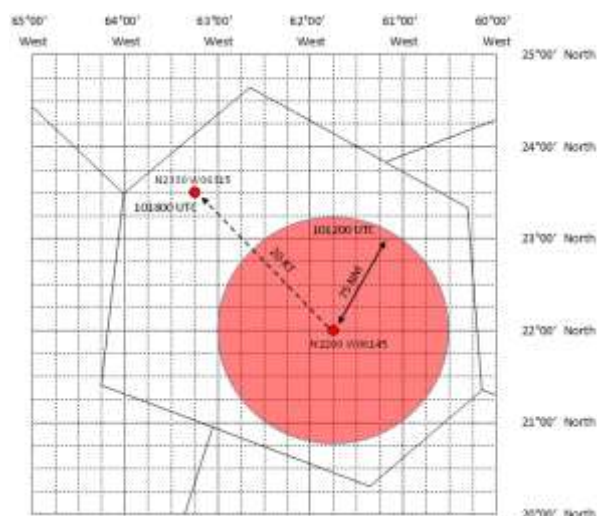 65°00' 64°00' 63°00' 62°00' 61°00' 60°00'
West West West West West West
25°00' North
24°00' North
N2330 W06315
101800 UTC
23°00' North
101200 UTC
20 KT
75 NM
22°00' North
N2200 W06145
21°00' North
20°00' North